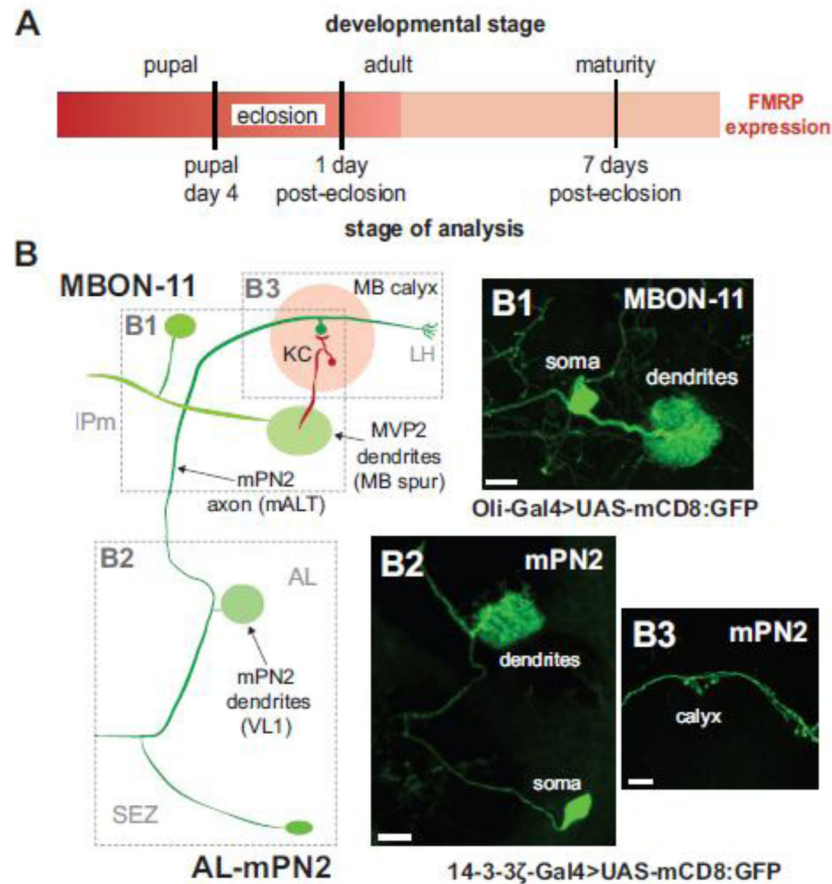 A
developmental stage
pupal
adult
maturity
eclosion
FMRP
expression
pupal
day 4
1 day
post-eclosion
7 days
post-eclosion
stage of analysis
B
MBON-11
B1
B3
MB calyx
KC
LH
IPm
mPN2
axon (mALT)
MVP2
dendrites
(MB spur)
B1
MBON-11
soma
dendrites
Oli-Gal4>UAS-mCD8:GFP
B2
AL
mPN2
dendrites
(VL1)
SEZ
AL-mPN2
B2
mPN2
dendrites
soma
B3
mPN2
calyx
14-3-3ζ-Gal4>UAS-mCD8:GFP